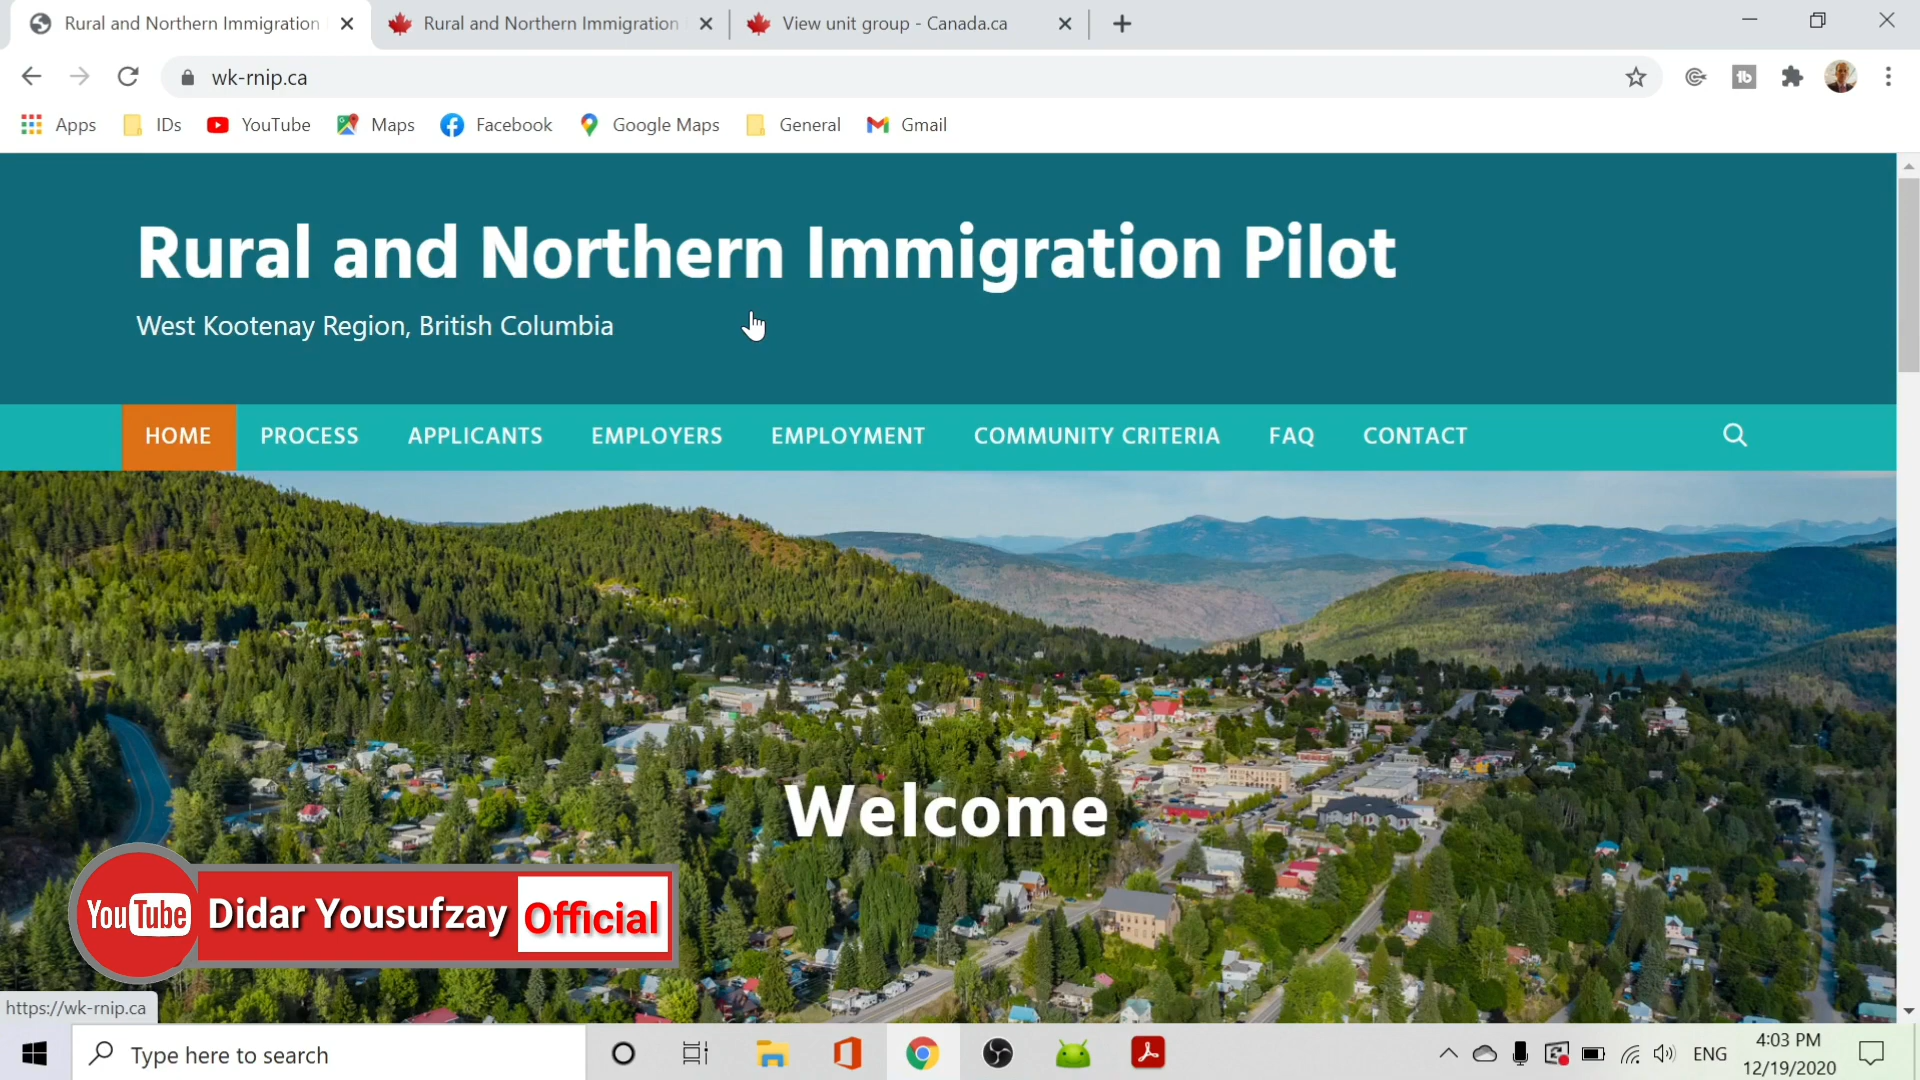 Rural and Northern Immigration
Rural and Northern Immigration
View unit group - Canada.ca
wk-rnip.ca
Apps
IDs
YouTube
Maps
Facebook
Google Maps
General
Gmail
Rural and Northern Immigration Pilot
West Kootenay Region, British Columbia
HOME
PROCESS
APPLICANTS
EMPLOYERS
EMPLOYMENT
COMMUNITY CRITERIA
FAQ
CONTACT
Welcome
YouTube
Didar Yousufzay Official
https://wk-rnip.ca
Type here to search
ENG
4:03 PM
12/19/2020